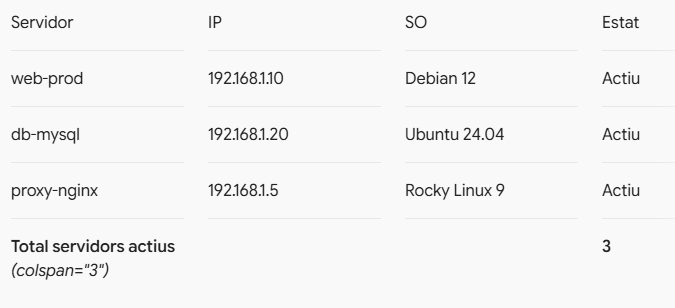 Servidor IP SO Estat
web-prod 192.168.1.10 Debian 12 Actiu
db-mysql 192.168.1.20 Ubuntu 24.04 Actiu
proxy-nginx 192.168.1.5 Rocky Linux 9 Actiu
Total servidors actius 3
(colspan="3")